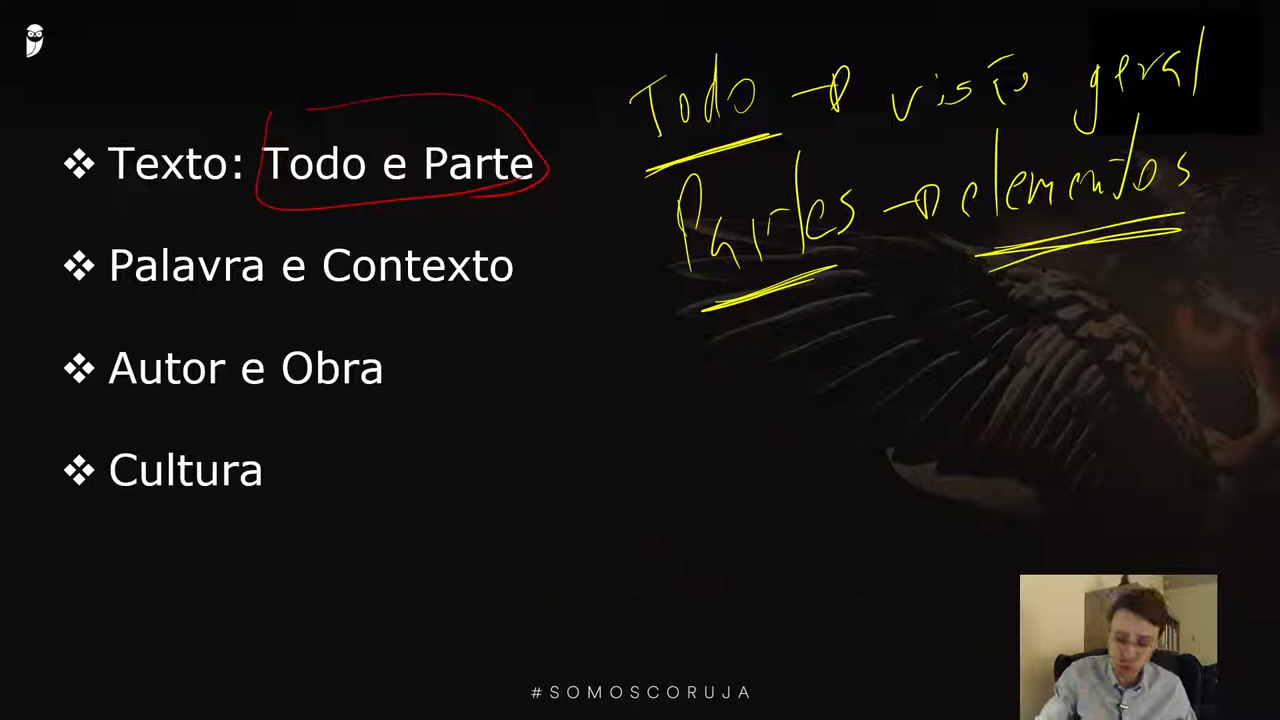 Todo → visão geral
❖ Texto: Todo e Parte
Partes → elementos
❖ Palavra e Contexto
❖ Autor e Obra
❖ Cultura
#SOMOSCORUJA